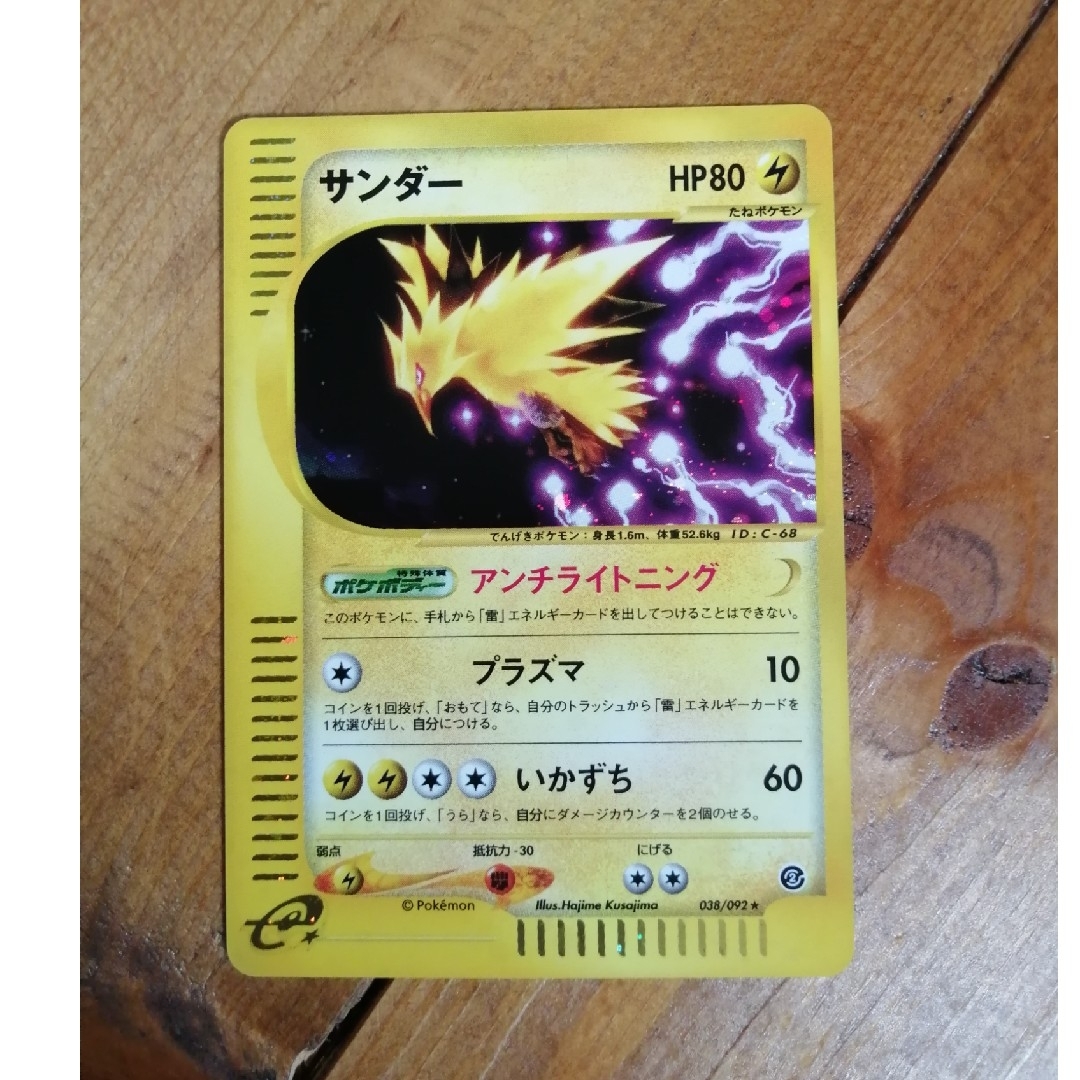 サンダー HP80
たねポケモン
でんげきポケモン：身長1.6m、体重52.6kg ID:C-68
特殊体質
ポケボディー アンチライトニング
このポケモンに、手札から「雷」エネルギーカードを出してつけることはできない。
プラズマ 10
コインを1回投げ、「おもて」なら、自分のトラッシュから「雷」エネルギーカードを
1枚選び出し、自分につける。
いかずち 60
コインを1回投げ、「うら」なら、自分にダメージカウンターを2個のせる。
弱点 抵抗力-30 にげる
©Pokémon Illus.Hajime Kusajima 038/092★
e